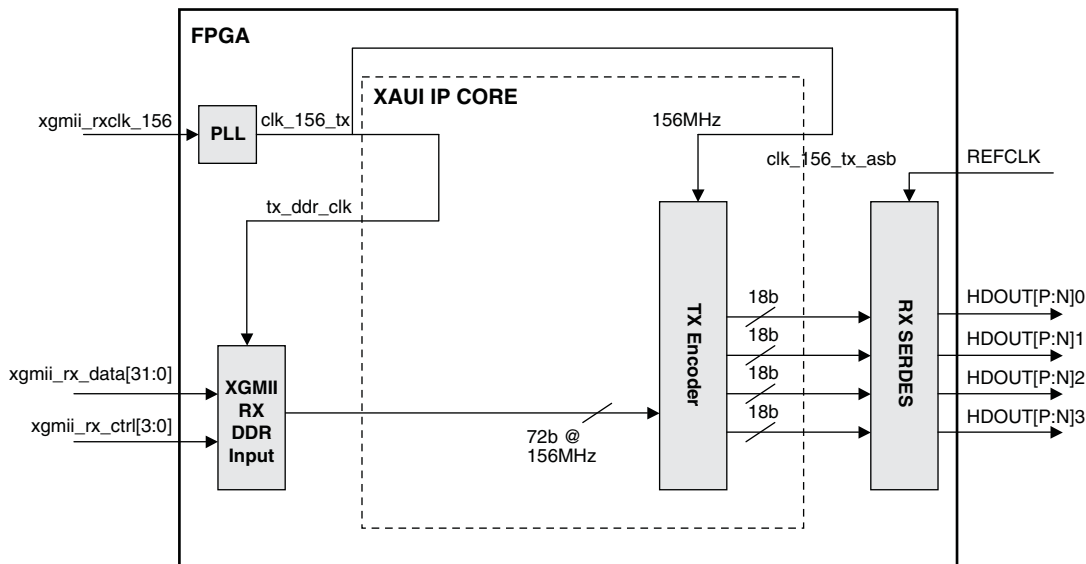 FPGA
XAUI IP CORE
xgmii_rxclk_156
PLL
clk_156_tx
156MHz
clk_156_tx_asb
REFCLK
tx_ddr_clk
xgmii_rx_data[31:0]
xgmii_rx_ctrl[3:0]
XGMII
RX
DDR
Input
72b @
156MHz
TX Encoder
18b
18b
18b
18b
RX SERDES
HDOUT[P:N]0
HDOUT[P:N]1
HDOUT[P:N]2
HDOUT[P:N]3